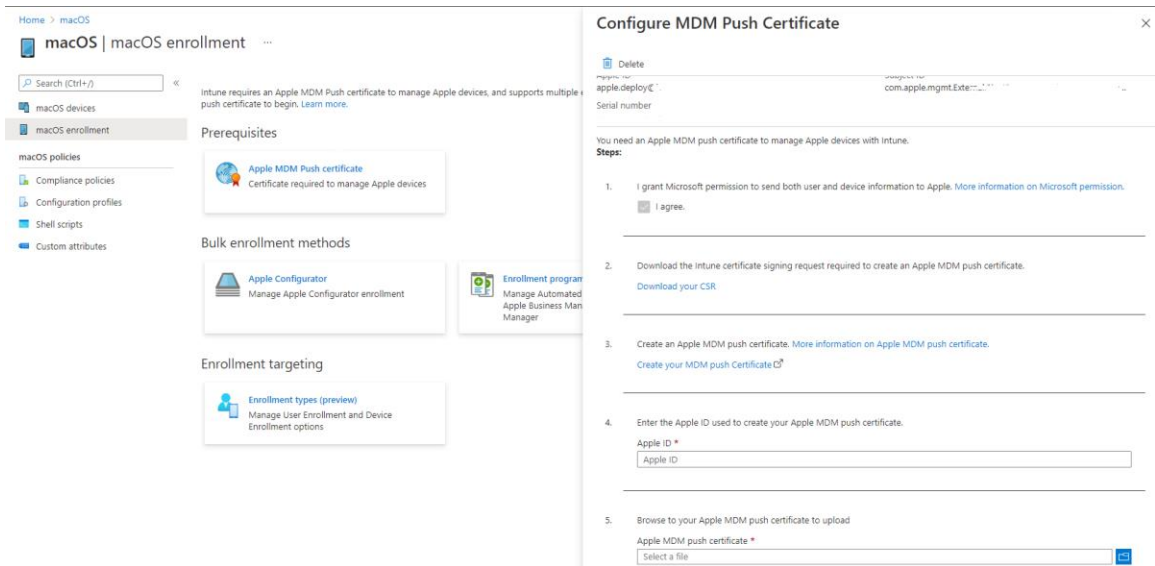 Home > macOS
macOS | macOS enrollment ...
Search (Ctrl+/)
«
macOS devices
macOS enrollment
macOS policies
Compliance policies
Configuration profiles
Shell scripts
Custom attributes
Intune requires an Apple MDM Push certificate to manage Apple devices, and supports multiple
push certificate to begin. Learn more.
Prerequisites
Apple MDM Push certificate
Certificate required to manage Apple devices
Bulk enrollment methods
Apple Configurator
Manage Apple Configurator enrollment
Enrollment program
Manage Automated
Apple Business Man
Manager
Enrollment targeting
Enrollment types (preview)
Manage User Enrollment and Device
Enrollment options
Configure MDM Push Certificate
Delete
Apple ID
Subject ID
apple.deploy@
com.apple.mgmt.External
Serial number
You need an Apple MDM push certificate to manage Apple devices with Intune.
Steps:
1. I grant Microsoft permission to send both user and device information to Apple. More information on Microsoft permission.
I agree.
2. Download the Intune certificate signing request required to create an Apple MDM push certificate.
Download your CSR
3. Create an Apple MDM push certificate. More information on Apple MDM push certificate.
Create your MDM push Certificate
4. Enter the Apple ID used to create your Apple MDM push certificate.
Apple ID *
Apple ID
5. Browse to your Apple MDM push certificate to upload
Apple MDM push certificate *
Select a file